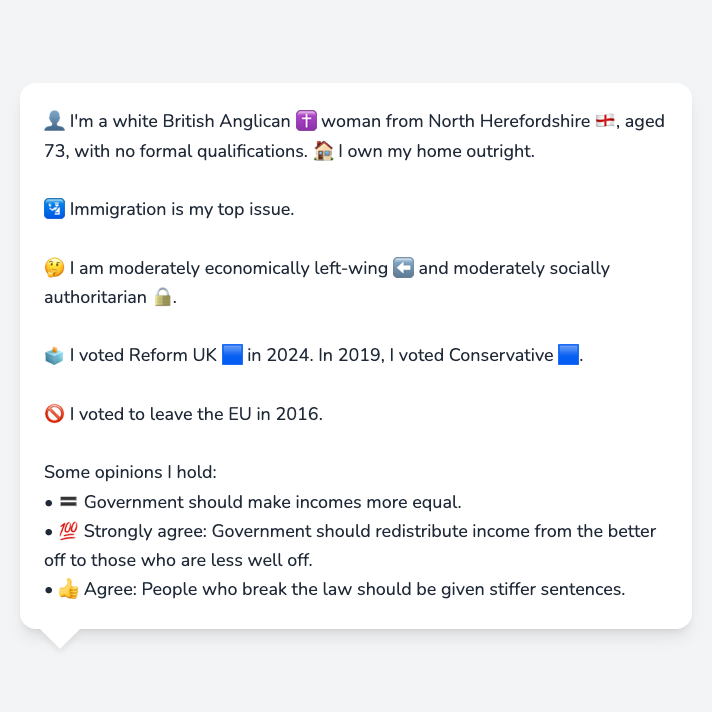 👤 I'm a white British Anglican ✝️ woman from North Herefordshire 🏴󠁧󠁢󠁥󠁮󠁧󠁿, aged
73, with no formal qualifications. 🏠 I own my home outright.
🛂 Immigration is my top issue.
🤔 I am moderately economically left-wing ⬅️ and moderately socially
authoritarian 🔒.
🗳️ I voted Reform UK 🟦 in 2024. In 2019, I voted Conservative 🟦.
🚫 I voted to leave the EU in 2016.
Some opinions I hold:
• 🟰 Government should make incomes more equal.
• 💯 Strongly agree: Government should redistribute income from the better
off to those who are less well off.
• 👍 Agree: People who break the law should be given stiffer sentences.